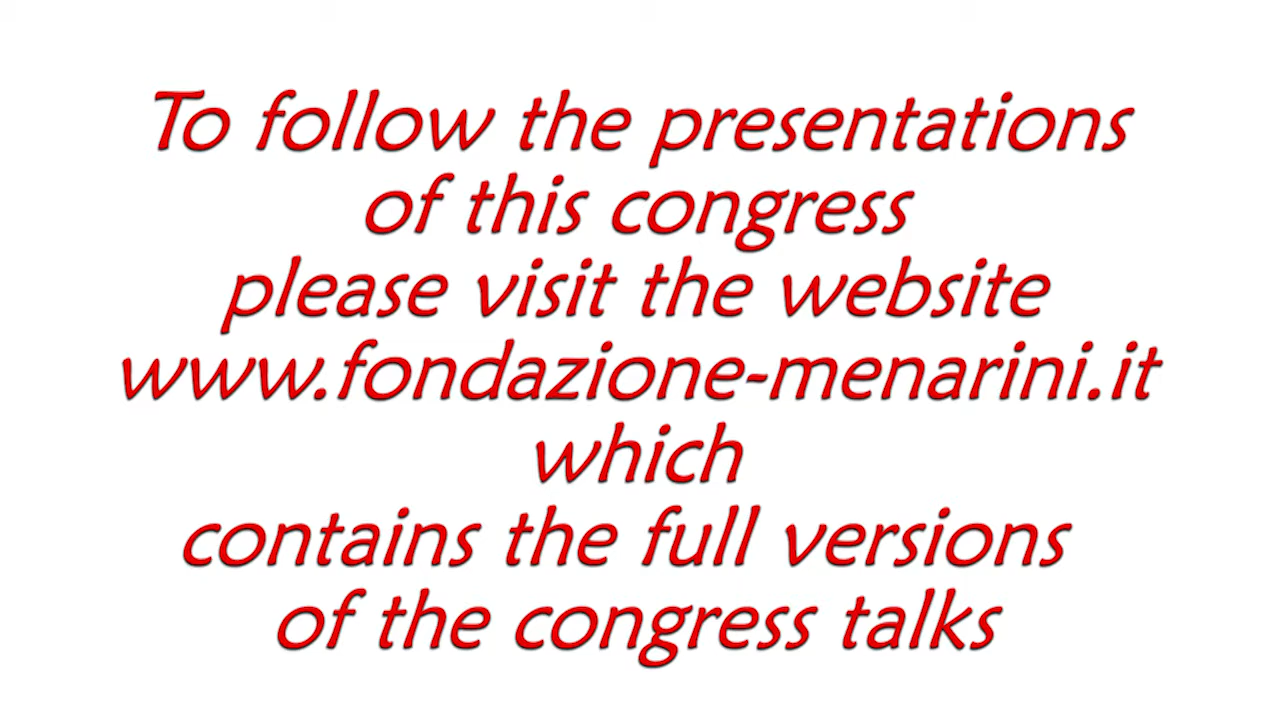 To follow the presentations
of this congress
please visit the website
www.fondazione-menarini.it
which
contains the full versions
of the congress talks